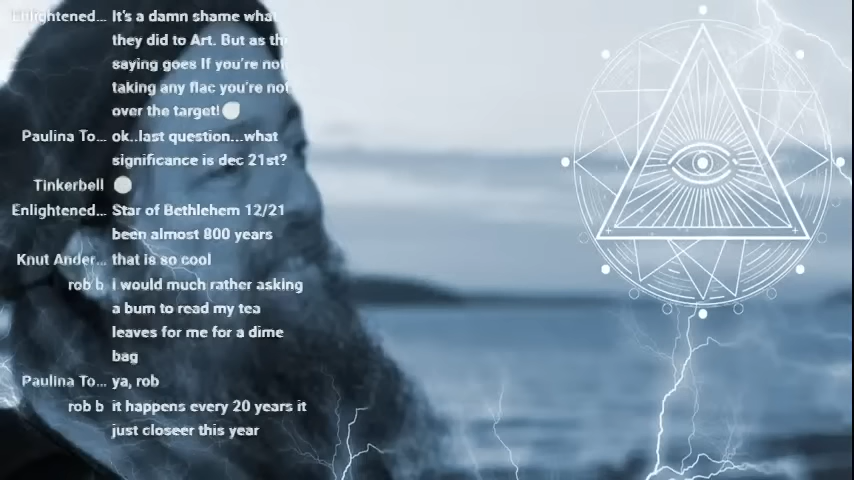 Enlightened... It's a damn shame what
they did to Art. But as the
saying goes If you're not
taking any flac you're not
over the target!
Paulina To... ok..last question...what
significance is dec 21st?
Tinkerbell
Enlightened... Star of Bethlehem 12/21
been almost 800 years
Knut Ander... that is so cool
rob b i would much rather asking
a bum to read my tea
leaves for me for a dime
bag
Paulina To... ya, rob
rob b it happens every 20 years it
just closeer this year